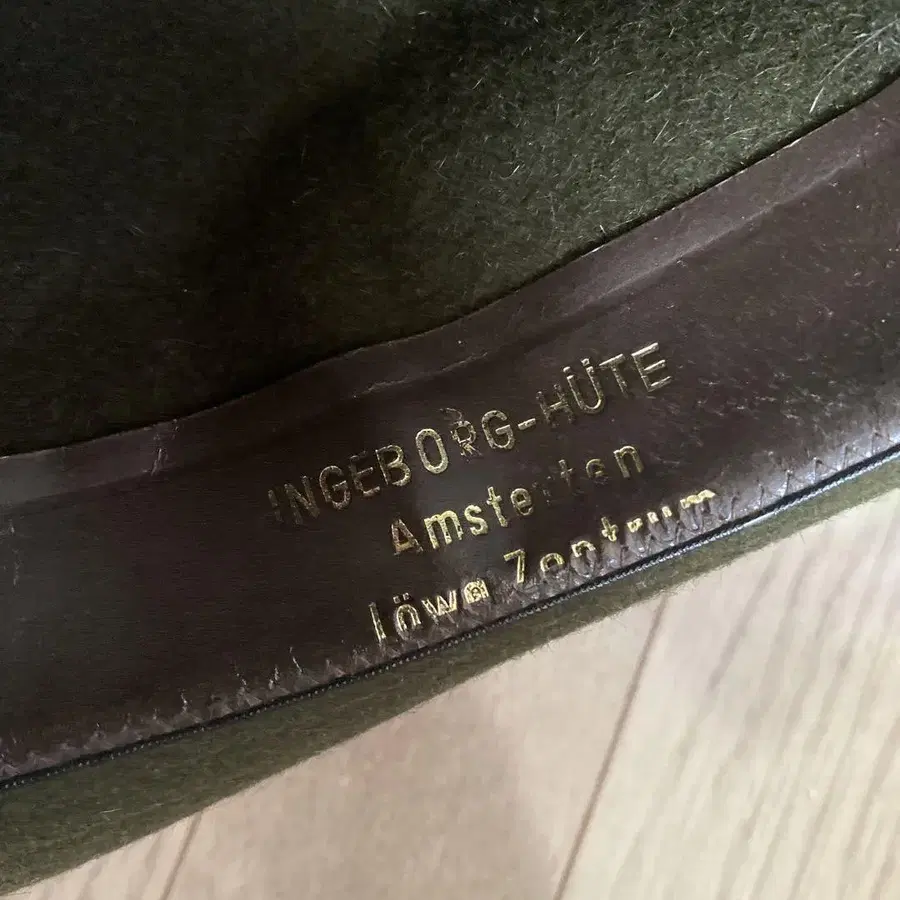 INGEBORG-HÜTE
Amstetten
löwa Zentrum